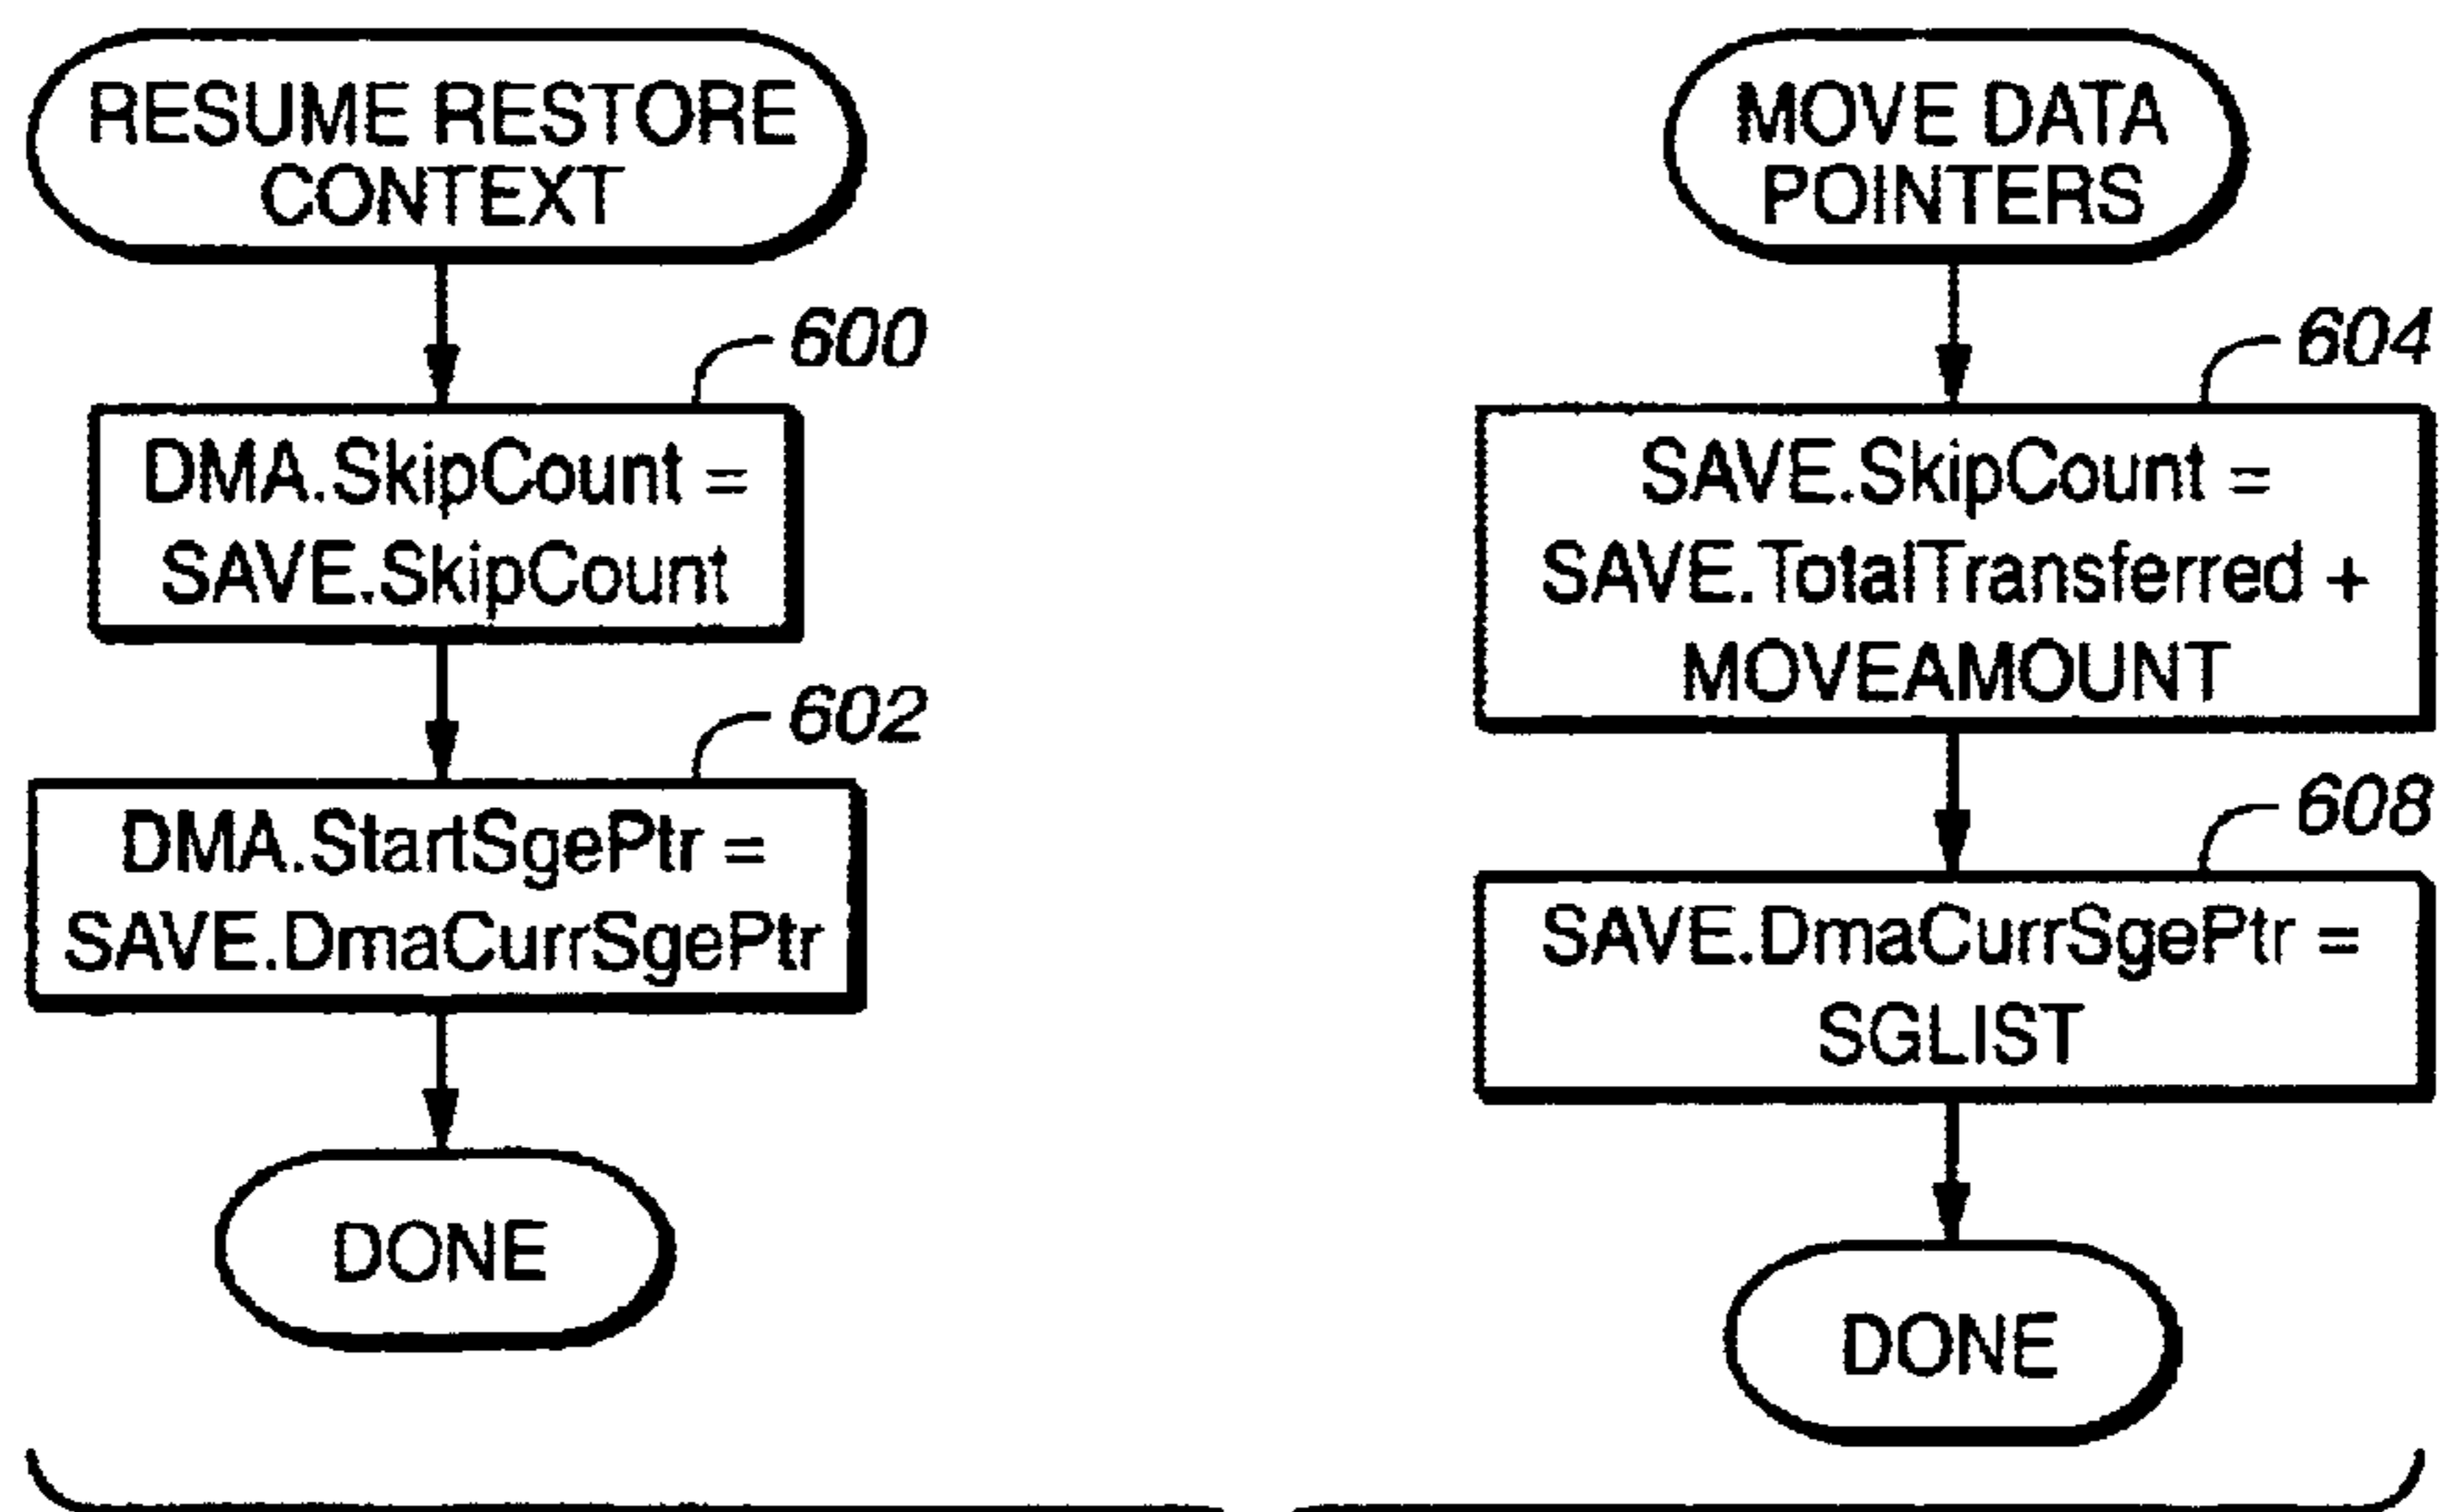 RESUME RESTORE
CONTEXT
600
DMA.SkipCount =
SAVE.SkipCount
602
DMA.StartSgePtr =
SAVE.DmaCurrSgePtr
DONE
MOVE DATA
POINTERS
604
SAVE.SkipCount =
SAVE.TotalTransferred +
MOVEAMOUNT
608
SAVE.DmaCurrSgePtr =
SGLIST
DONE